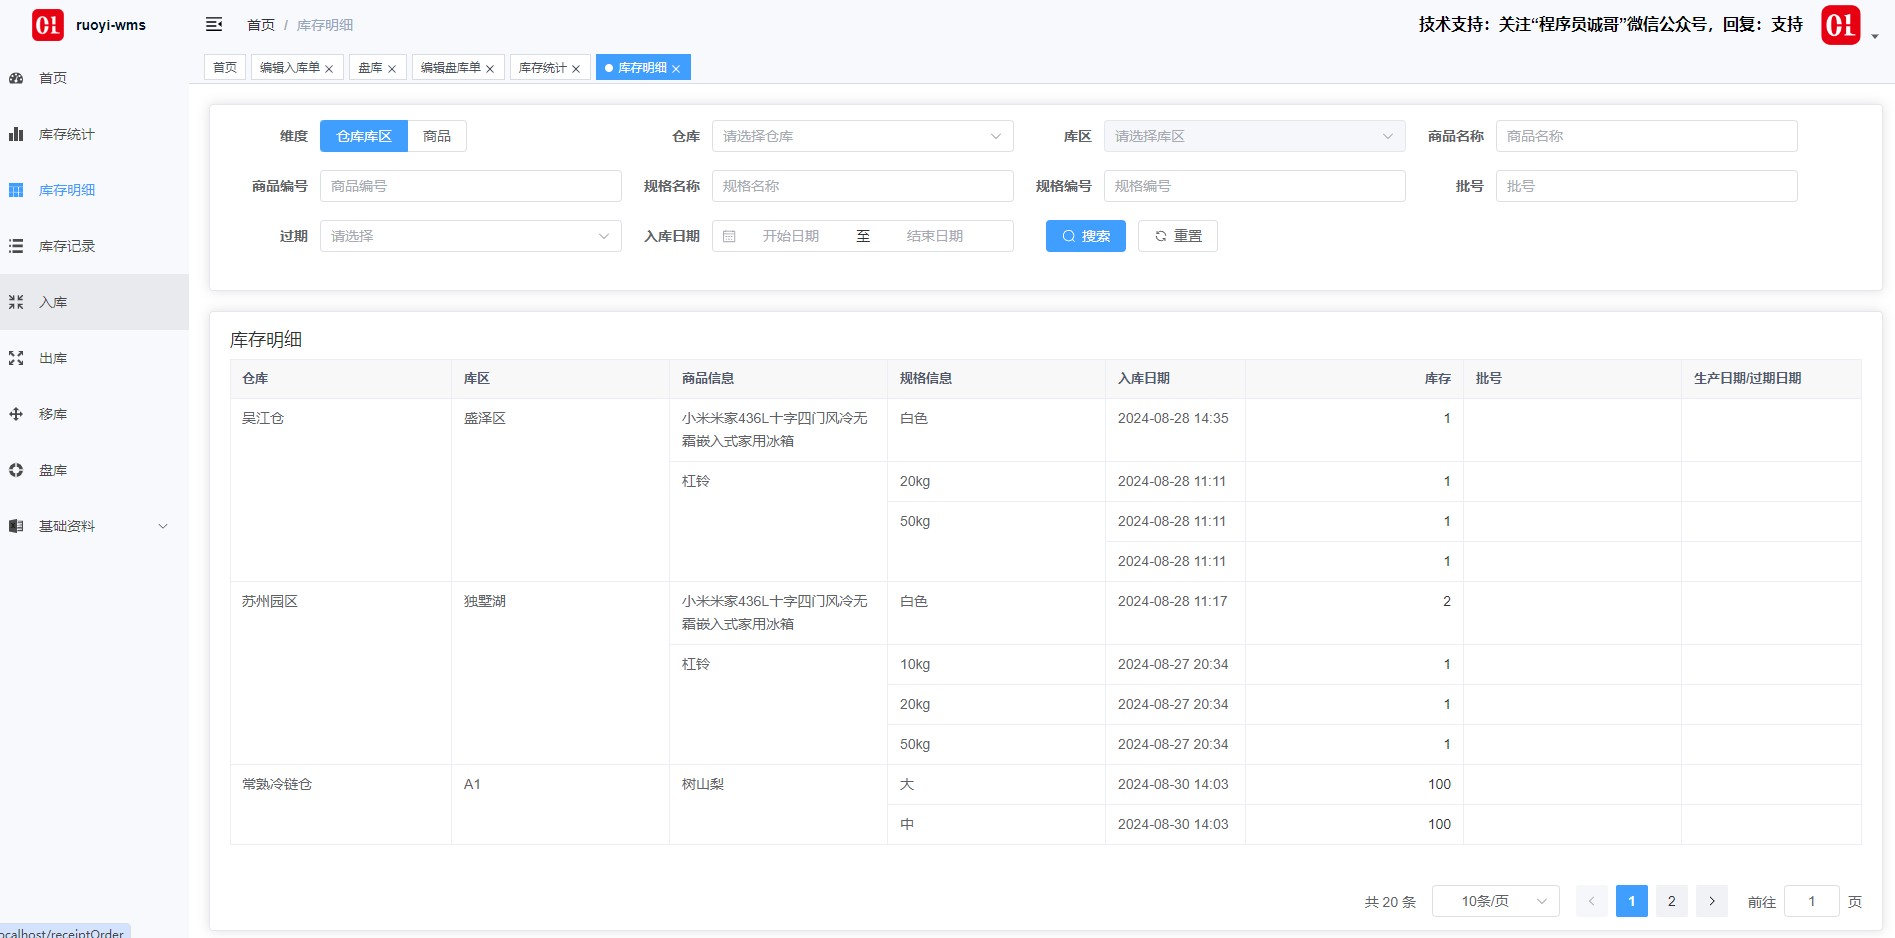 01 ruoyi-wms
首页 / 库存明细
技术支持：关注“程序员诚哥”微信公众号，回复：支持
01
首页
编辑入库单 ×
盘库 ×
编辑盘库单 ×
库存统计 ×
库存明细 ×
首页
库存统计
库存明细
库存记录
入库
出库
移库
盘库
基础资料
维度 仓库库区 商品
仓库 请选择仓库
库区 请选择库区
商品名称 商品名称
商品编号 商品编号
规格名称 规格名称
规格编号 规格编号
批号 批号
过期 请选择
入库日期 开始日期 至 结束日期
搜索 重置
库存明细
仓库 库区 商品信息 规格信息 入库日期 库存 批号 生产日期/过期日期
吴江仓 盛泽区 小米米家436L十字四门风冷无 白色 2024-08-28 14:35 1
霜嵌入式家用冰箱
杠铃 20kg 2024-08-28 11:11 1
50kg 2024-08-28 11:11 1
2024-08-28 11:11 1
苏州园区 独墅湖 小米米家436L十字四门风冷无 白色 2024-08-28 11:17 2
霜嵌入式家用冰箱
杠铃 10kg 2024-08-27 20:34 1
20kg 2024-08-27 20:34 1
50kg 2024-08-27 20:34 1
常熟冷链仓 A1 树山梨 大 2024-08-30 14:03 100
中 2024-08-30 14:03 100
共 20 条 10条/页 < 1 2 > 前往 1 页
ocalhost/receiptOrder